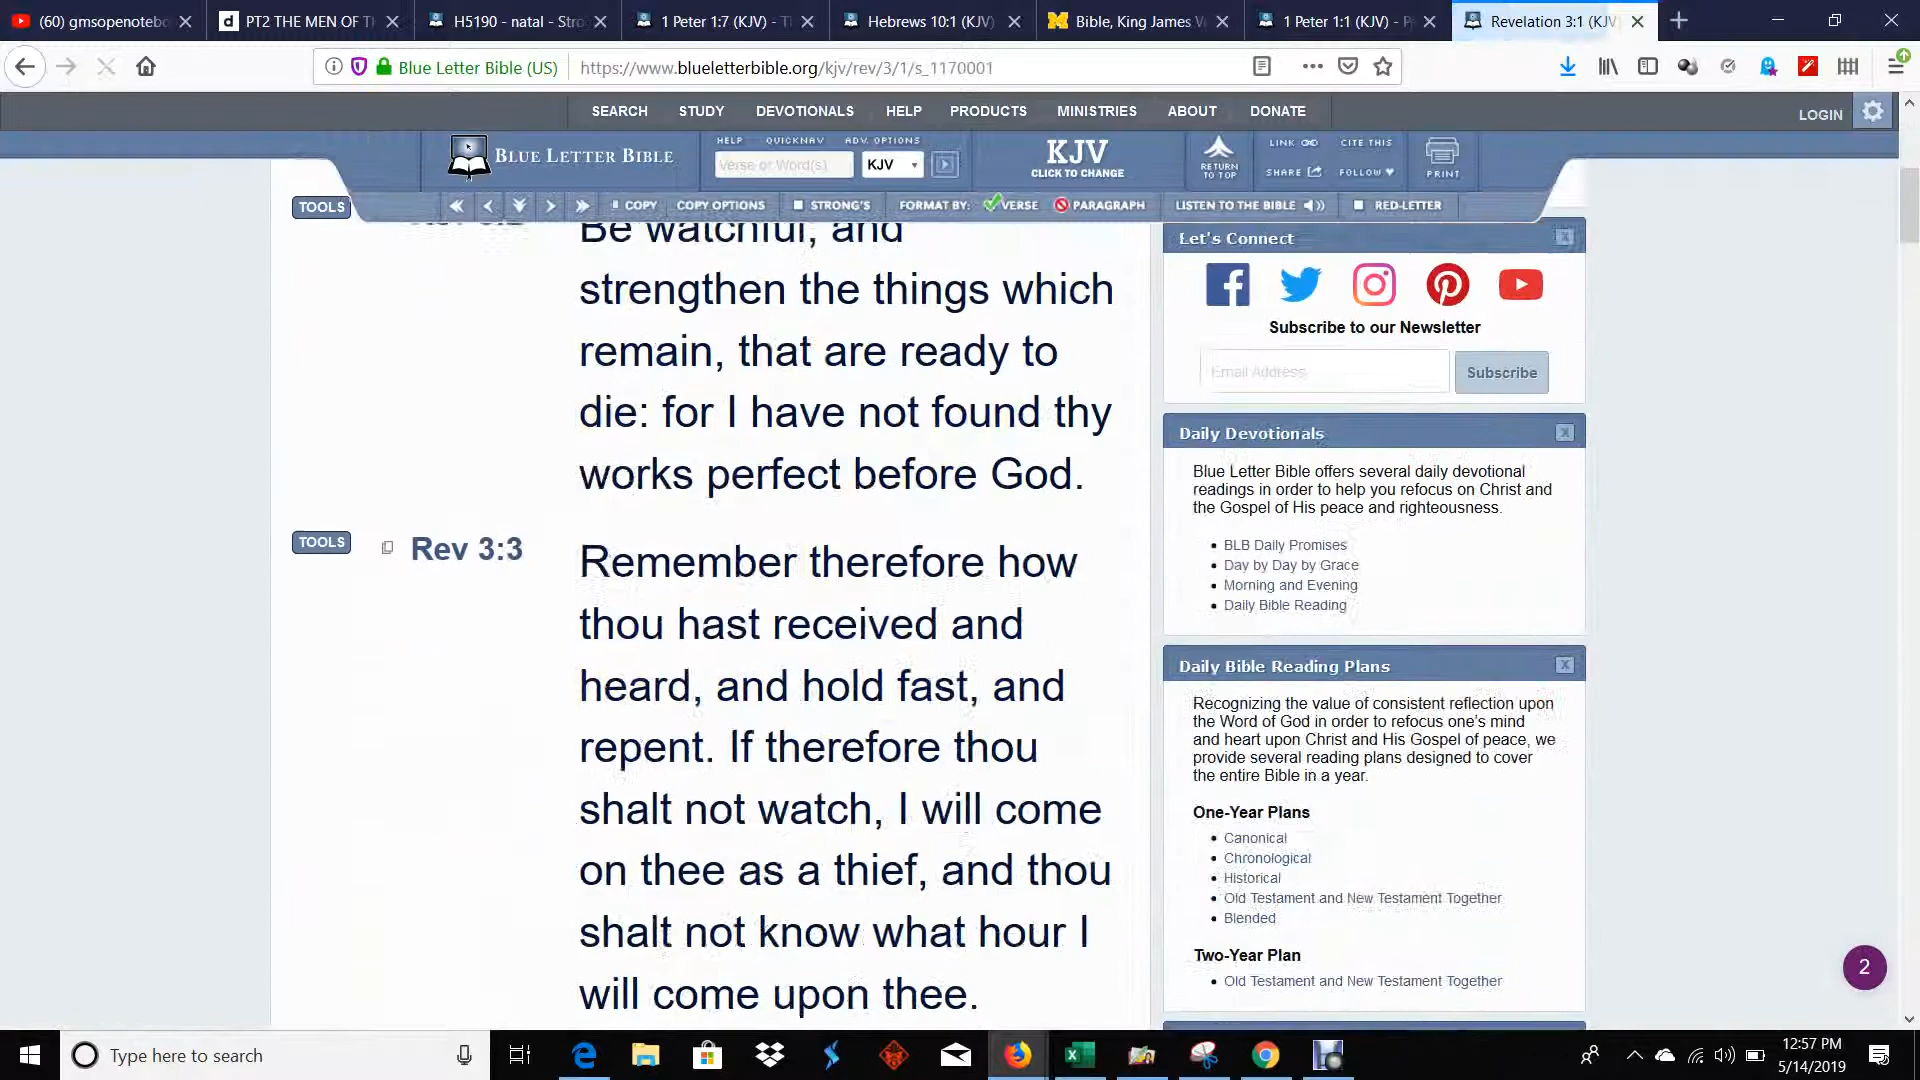 (60) gmsopenotebo
PT2 THE MEN OF TH
H5190 - natal - Stro
1 Peter 1:7 (KJV) - Ti
Hebrews 10:1 (KJV)
Bible, King James Ve
1 Peter 1:1 (KJV) - P
Revelation 3:1 (KJV)
Blue Letter Bible (US)
https://www.blueletterbible.org/kjv/rev/3/1/s_1170001
SEARCH STUDY DEVOTIONALS HELP PRODUCTS MINISTRIES ABOUT DONATE
LOGIN
BLUE LETTER BIBLE
HELP QUICKNAV ADV. OPTIONS
Verse or Word(s)
KJV
KJV
CLICK TO CHANGE
RETURN
TO TOP
LINK CITE THIS
SHARE FOLLOW
PRINT
TOOLS
COPY COPY OPTIONS STRONG'S FORMAT BY: VERSE PARAGRAPH LISTEN TO THE BIBLE RED-LETTER
Be watchful, and
strengthen the things which
remain, that are ready to
die: for I have not found thy
works perfect before God.
TOOLS
Rev 3:3
Remember therefore how
thou hast received and
heard, and hold fast, and
repent. If therefore thou
shalt not watch, I will come
on thee as a thief, and thou
shalt not know what hour I
will come upon thee.
Let's Connect
Subscribe to our Newsletter
Email Address
Subscribe
Daily Devotionals
Blue Letter Bible offers several daily devotional
readings in order to help you refocus on Christ and
the Gospel of His peace and righteousness.
BLB Daily Promises
Day by Day by Grace
Morning and Evening
Daily Bible Reading
Daily Bible Reading Plans
Recognizing the value of consistent reflection upon
the Word of God in order to refocus one's mind
and heart upon Christ and His Gospel of peace, we
provide several reading plans designed to cover
the entire Bible in a year.
One-Year Plans
Canonical
Chronological
Historical
Old Testament and New Testament Together
Blended
Two-Year Plan
Old Testament and New Testament Together
2
Type here to search
12:57 PM
5/14/2019